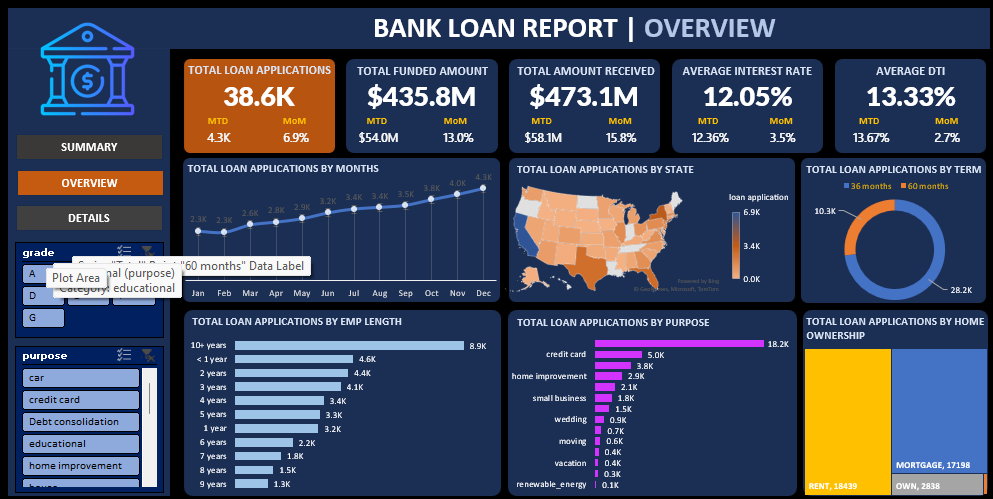 BANK LOAN REPORT | OVERVIEW
SUMMARY
OVERVIEW
DETAILS
TOTAL LOAN APPLICATIONS
38.6K
MTD MoM
4.3K 6.9%
TOTAL FUNDED AMOUNT
$435.8M
MTD MoM
$54.0M 13.0%
TOTAL AMOUNT RECEIVED
$473.1M
MTD MoM
$58.1M 15.8%
AVERAGE INTEREST RATE
12.05%
MTD MoM
12.36% 3.5%
AVERAGE DTI
13.33%
MTD MoM
13.67% 2.7%
grade
A
D
G
"60 months" Data Label
Plot Area
(purpose)
Category: educational
purpose
car
credit card
Debt consolidation
educational
home improvement
house
TOTAL LOAN APPLICATIONS BY MONTHS
2.3K 2.3K 2.6K 2.8K 2.9K 3.2K 3.4K 3.4K 3.5K 3.8K 4.0K 4.3K
Jan Feb Mar Apr May Jun Jul Aug Sep Oct Nov Dec
TOTAL LOAN APPLICATIONS BY STATE
loan application
6.9K
3.4K
0.0K
Powered by Bing
© GeoNames, Microsoft, TomTom
TOTAL LOAN APPLICATIONS BY TERM
36 months 60 months
10.3K
28.2K
TOTAL LOAN APPLICATIONS BY EMP LENGTH
10+ years 8.9K
< 1 year 4.6K
2 years 4.4K
3 years 4.1K
4 years 3.4K
5 years 3.3K
1 year 3.2K
6 years 2.2K
7 years 1.8K
8 years 1.5K
9 years 1.3K
TOTAL LOAN APPLICATIONS BY PURPOSE
18.2K
credit card 5.0K
3.8K
home improvement 2.9K
2.1K
small business 1.8K
1.5K
wedding 0.9K
0.7K
moving 0.6K
0.4K
vacation 0.4K
0.3K
renewable_energy 0.1K
TOTAL LOAN APPLICATIONS BY HOME
OWNERSHIP
RENT, 18439
MORTGAGE, 17198
OWN, 2838